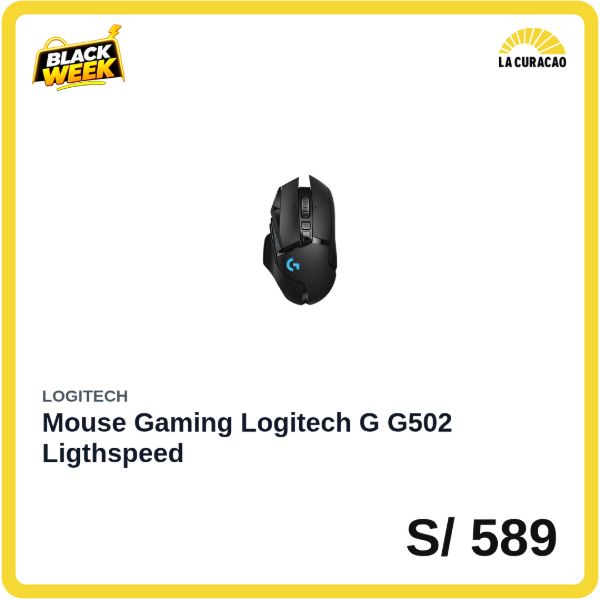 BLACK
WEEK
LA CURACAO
LOGITECH
Mouse Gaming Logitech G G502
Ligthspeed
S/ 589